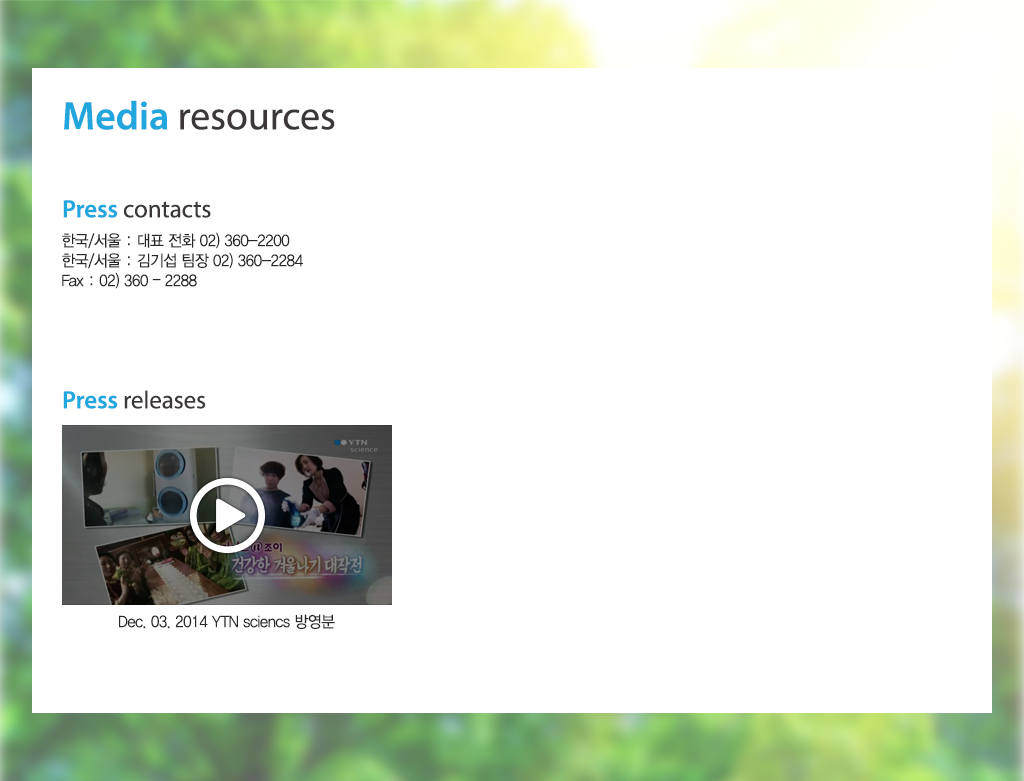 Media resources
Press contacts
한국/서울 : 대표 전화 02) 360-2200
한국/서울 : 김기섭 팀장 02) 360-2284
Fax : 02) 360 - 2288
Press releases
YTN
science
조이
건강한 겨울나기 대작전
Dec. 03. 2014 YTN sciencs 방영분